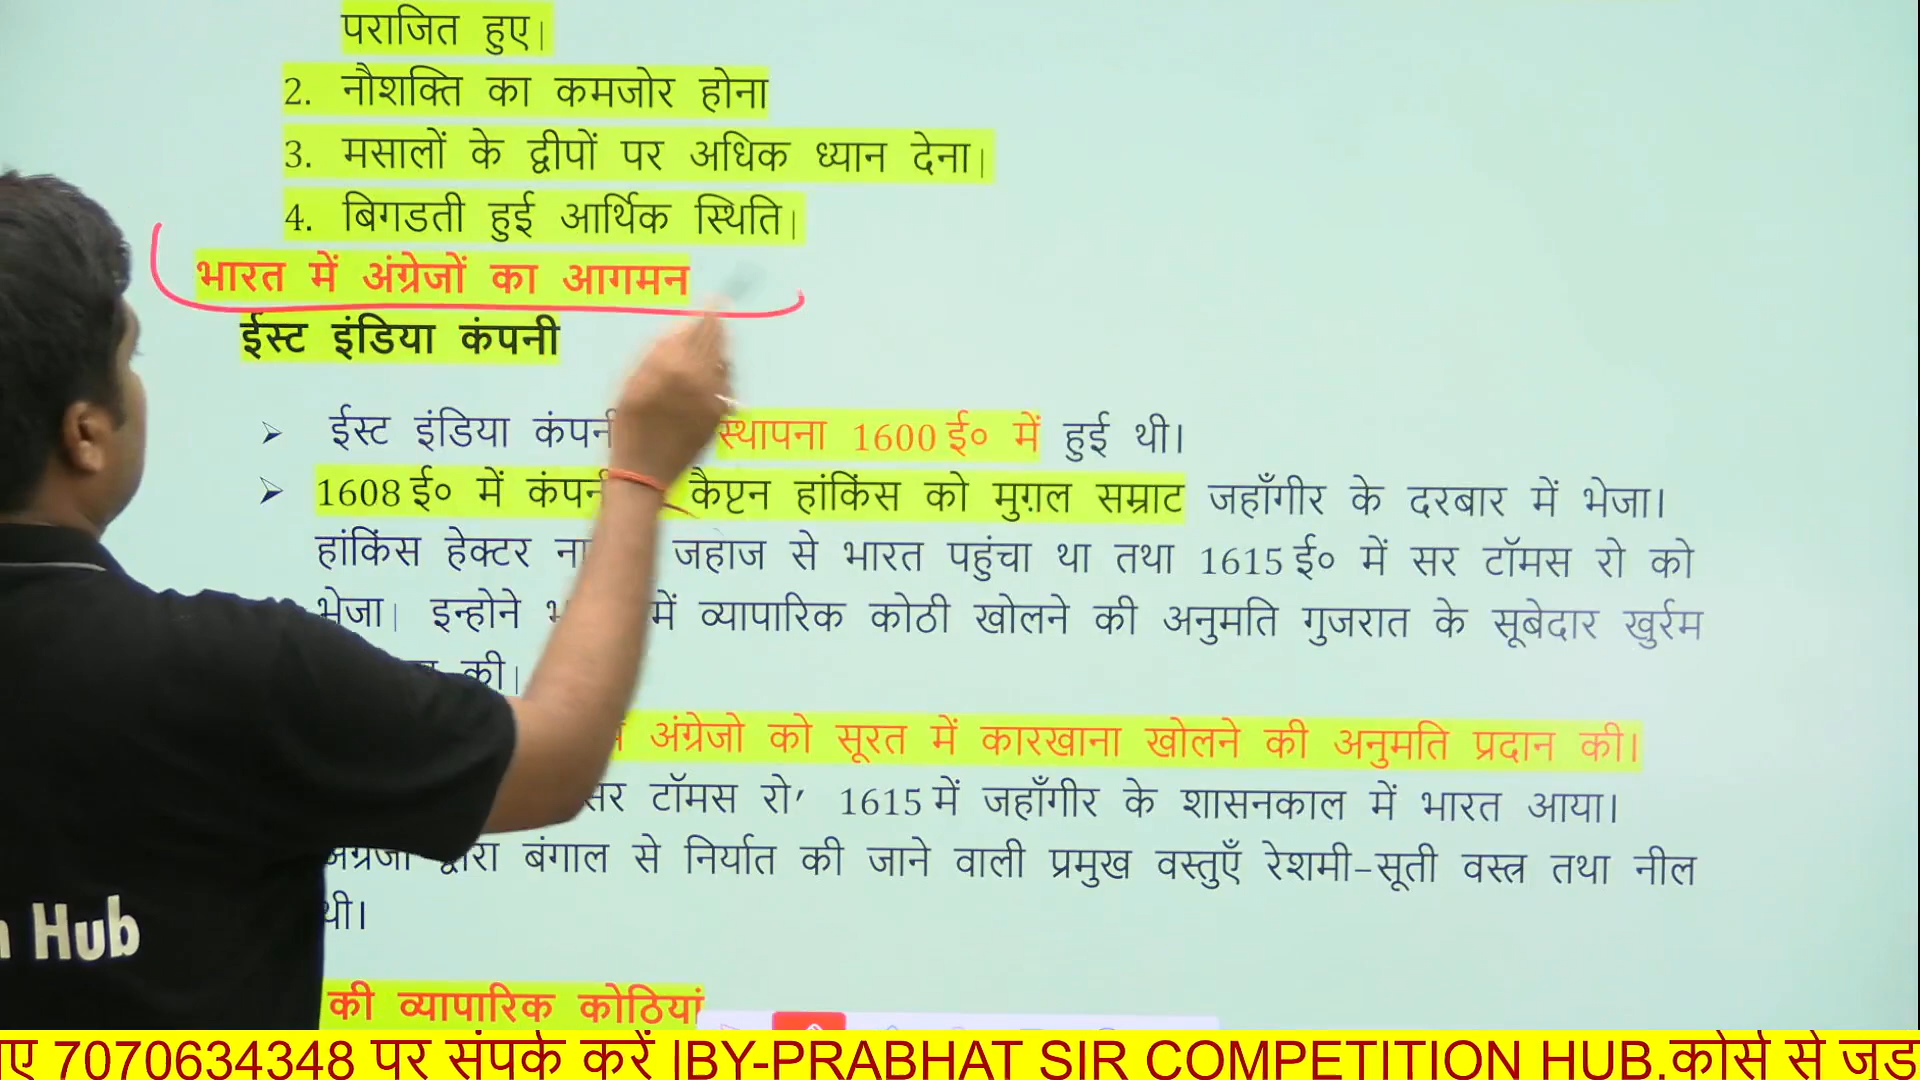 पराजित हुए।
2. नौशक्ति का कमजोर होना
3. मसालों के द्वीपों पर अधिक ध्यान देना।
4. बिगडती हुई आर्थिक स्थिति।
भारत में अंग्रेजों का आगमन
ईस्ट इंडिया कंपनी
➢ ईस्ट इंडिया कंपनी स्थापना 1600 ई० में हुई थी।
➢ 1608 ई० में कंपनी कैप्टन हांकिंस को मुग़ल सम्राट जहाँगीर के दरबार में भेजा।
हांकिंस हेक्टर जहाज से भारत पहुंचा था तथा 1615 ई० में सर टॉमस रो को
भेजा। इन्होने में व्यापारिक कोठी खोलने की अनुमति गुजरात के सूबेदार खुर्रम
की।
अंग्रेजो को सूरत में कारखाना खोलने की अनुमति प्रदान की।
सर टॉमस रो’ 1615 में जहाँगीर के शासनकाल में भारत आया।
द्वारा बंगाल से निर्यात की जाने वाली प्रमुख वस्तुएँ रेशमी-सूती वस्त्र तथा नील
थी।
की व्यापारिक कोठियां
Hub
7070634348 पर संपर्क करें |BY-PRABHAT SIR COMPETITION HUB.कोर्स से जुड